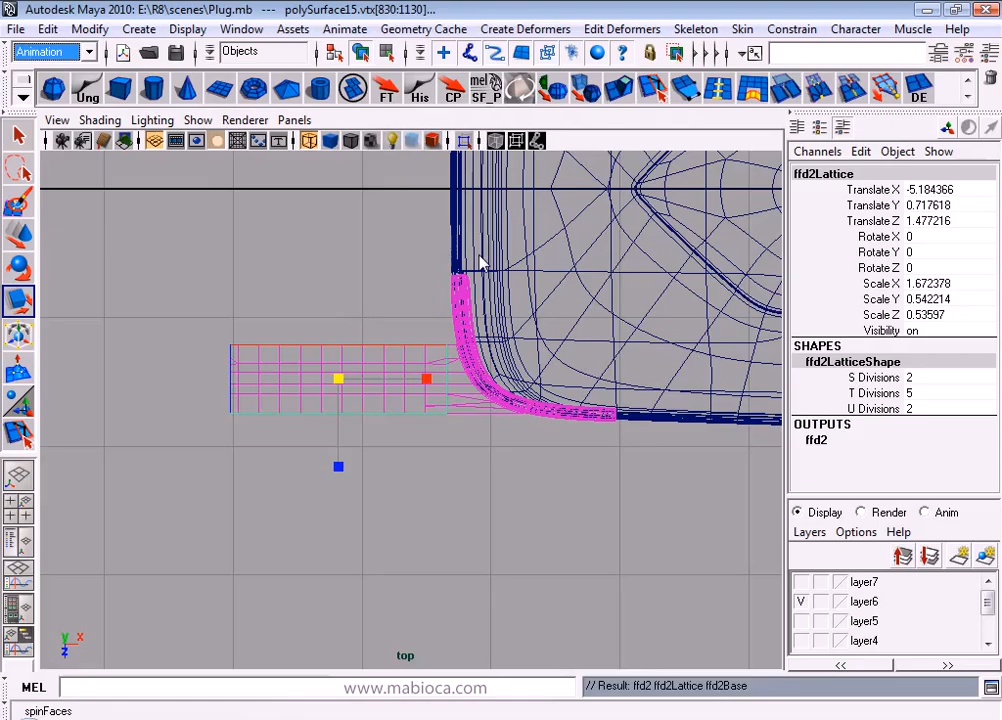 Autodesk Maya 2010: E:\R8\scenes\Plug.mb --- polySurface15.vtx[830:1130]...
File Edit Modify Create Display Window Assets Animate Geometry Cache Create Deformers Edit Deformers Skeleton Skin Constrain Character Muscle Help
Animation Objects
Ung FT His mel SF_P CP DE
View Shading Lighting Show Renderer Panels
Channels Edit Object Show
ffd2Lattice
Translate X -5.184366
Translate Y 0.717618
Translate Z 1.477216
Rotate X 0
Rotate Y 0
Rotate Z 0
Scale X 1.672378
Scale Y 0.542214
Scale Z 0.53597
Visibility on
SHAPES
ffd2LatticeShape
S Divisions 2
T Divisions 5
U Divisions 2
OUTPUTS
ffd2
Display Render Anim
Layers Options Help
layer7
V layer6
layer5
layer4
<< >>
y x
z
top
MEL www.mabioca.com // Result: ffd2 ffd2Lattice ffd2Base
spinFaces